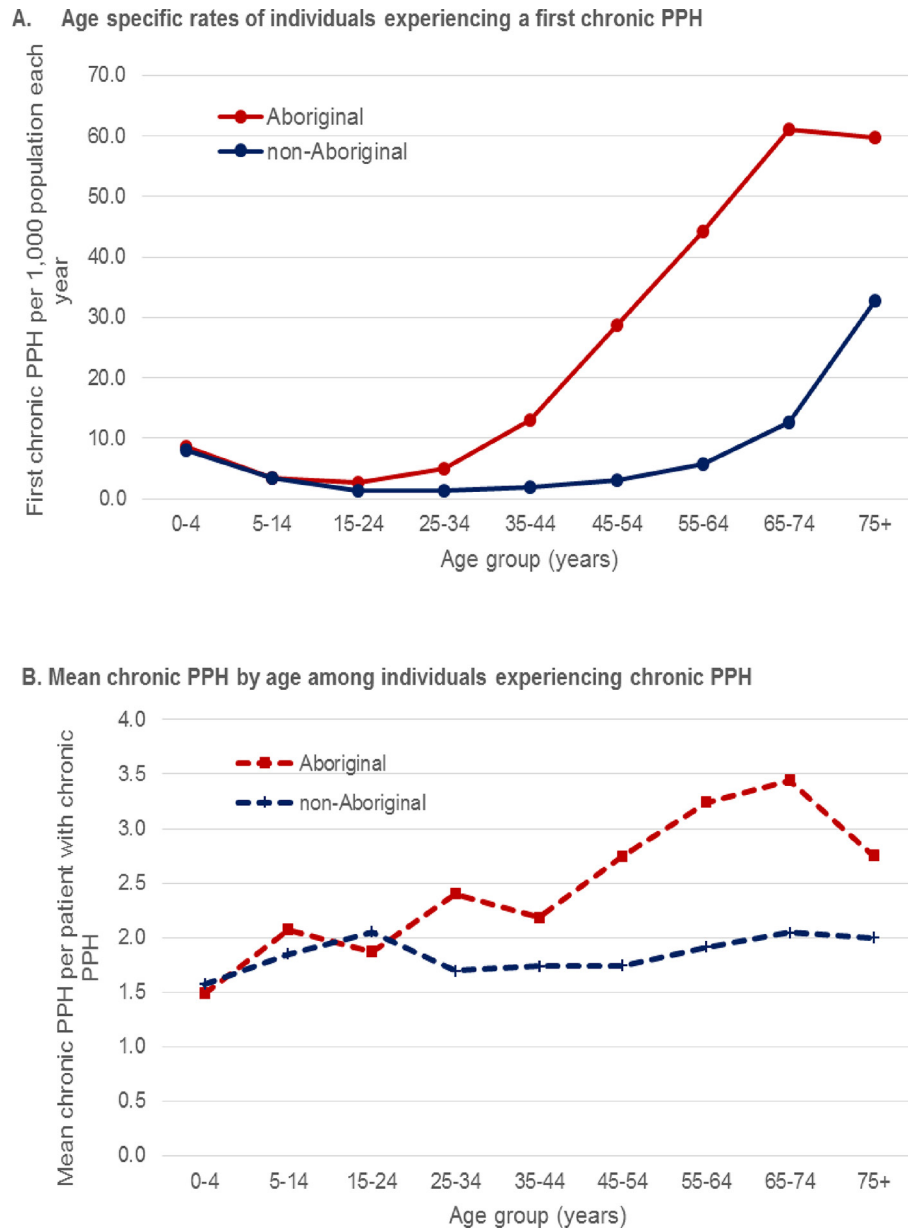 A. Age specific rates of individuals experiencing a first chronic PPH
First chronic PPH per 1,000 population each
year
70.0
60.0
50.0
40.0
30.0
20.0
10.0
0.0
Aboriginal
non-Aboriginal
0-4 5-14 15-24 25-34 35-44 45-54 55-64 65-74 75+
Age group (years)
B. Mean chronic PPH by age among individuals experiencing chronic PPH
Mean chronic PPH per patient with chronic
PPH
4.0
3.5
3.0
2.5
2.0
1.5
1.0
0.5
0.0
Aboriginal
non-Aboriginal
0-4 5-14 15-24 25-34 35-44 45-54 55-64 65-74 75+
Age group (years)